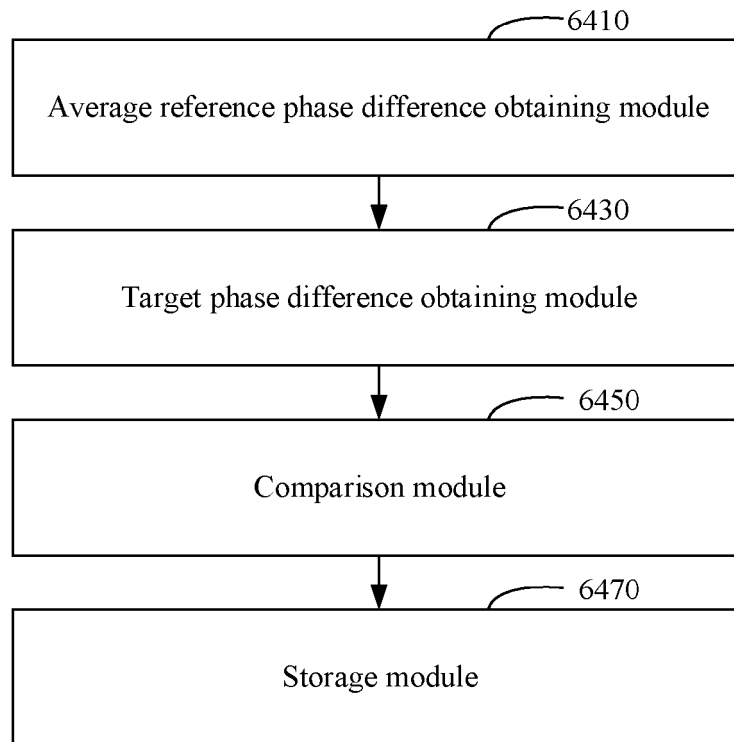 6410
Average reference phase difference obtaining module
6430
Target phase difference obtaining module
6450
Comparison module
6470
Storage module